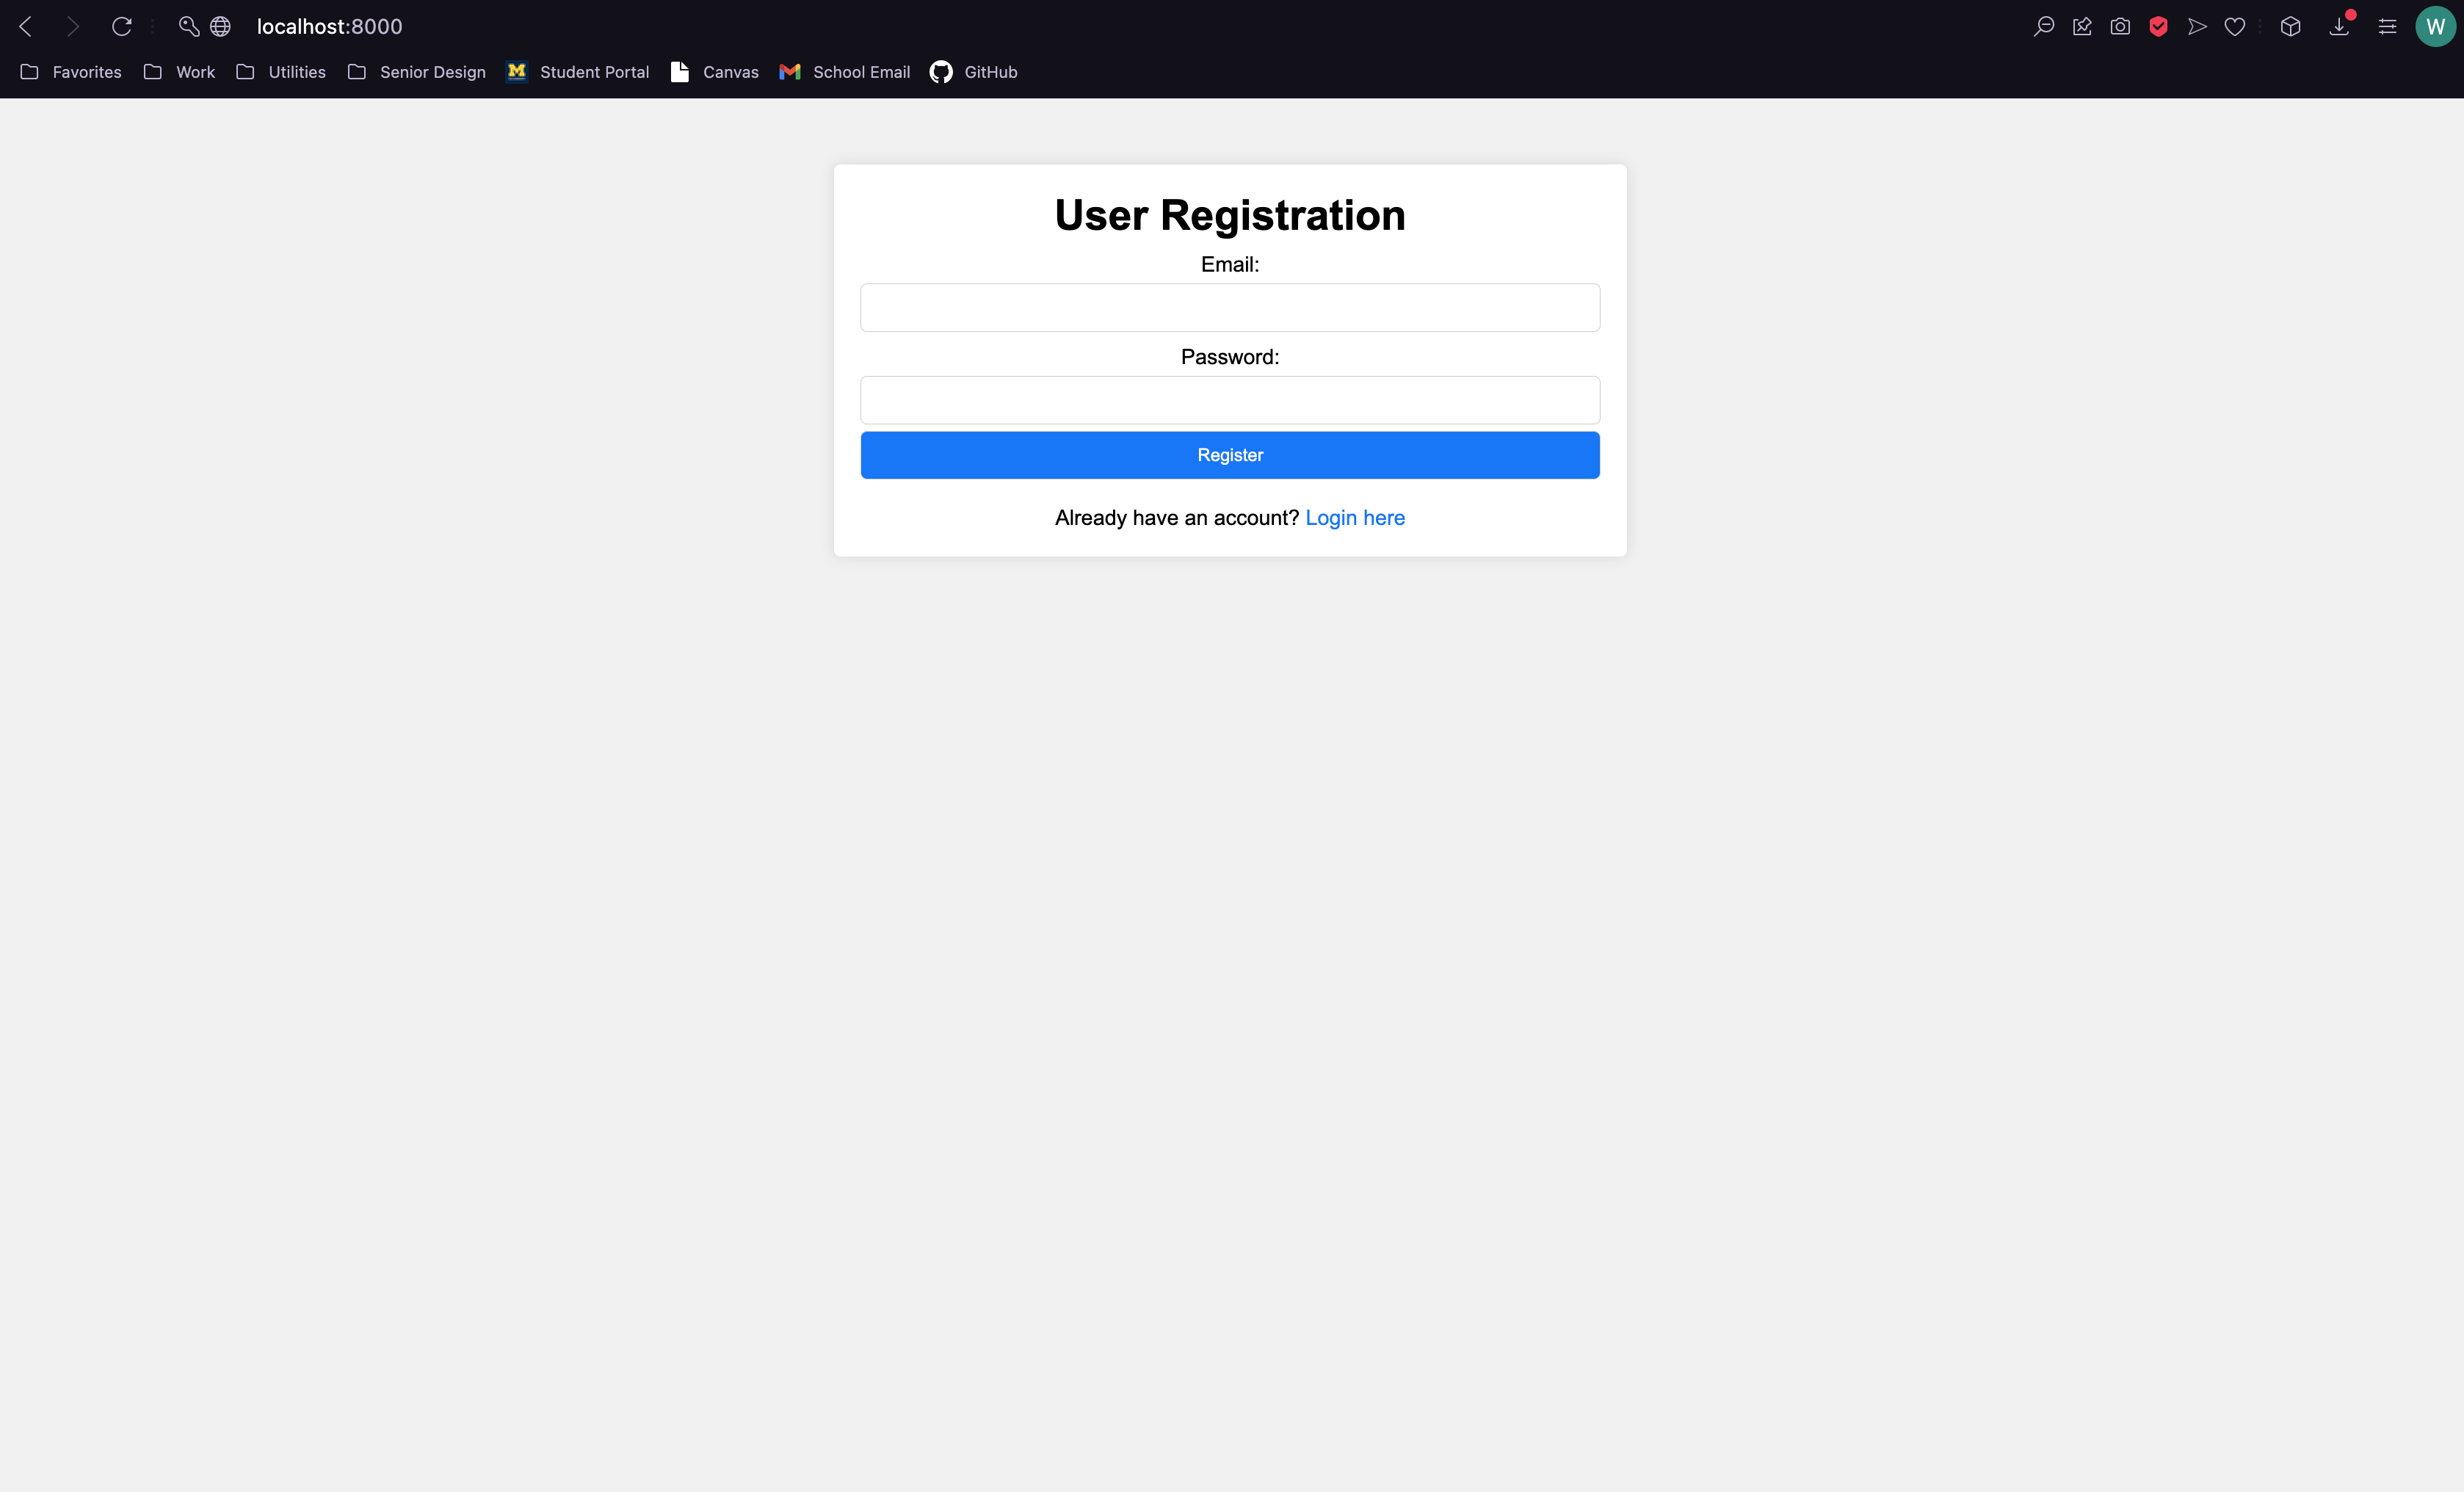 localhost:8000
W
Favorites Work Utilities Senior Design M Student Portal Canvas School Email GitHub
User Registration
Email:
Password:
Register
Already have an account? Login here